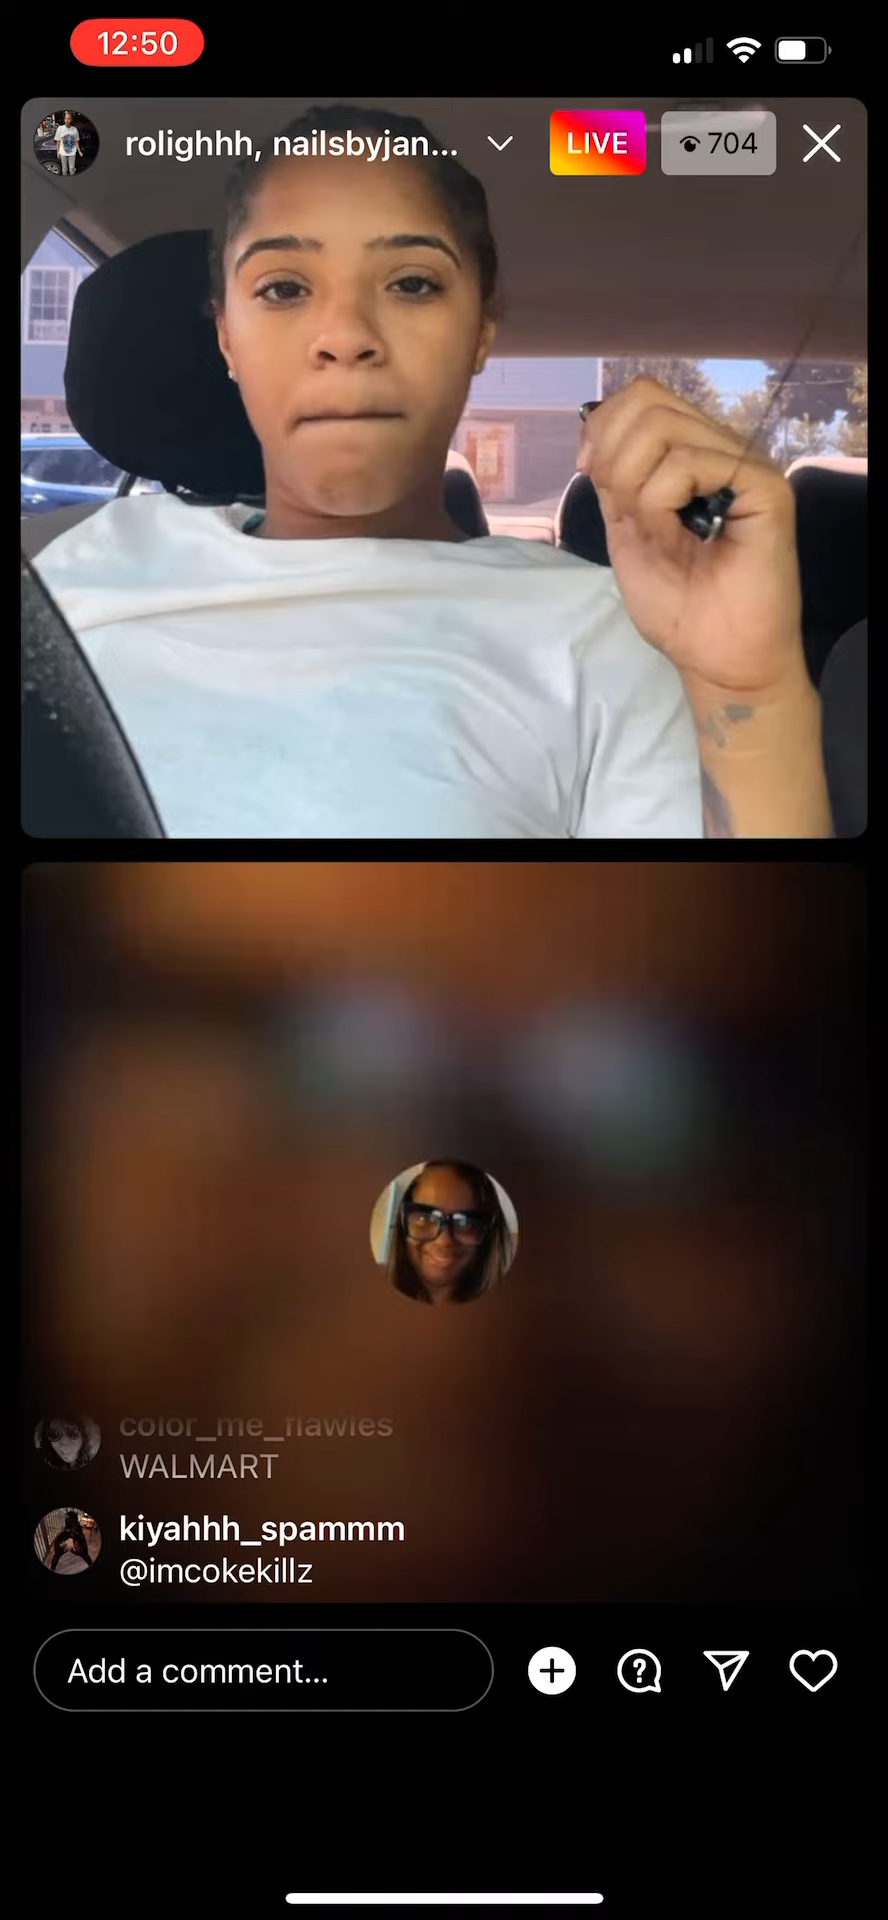 12:50
rolighhh, nailsbyjan...
LIVE
704
color_me_flawles
WALMART
kiyahhh_spammm
@imcokekillz
Add a comment...